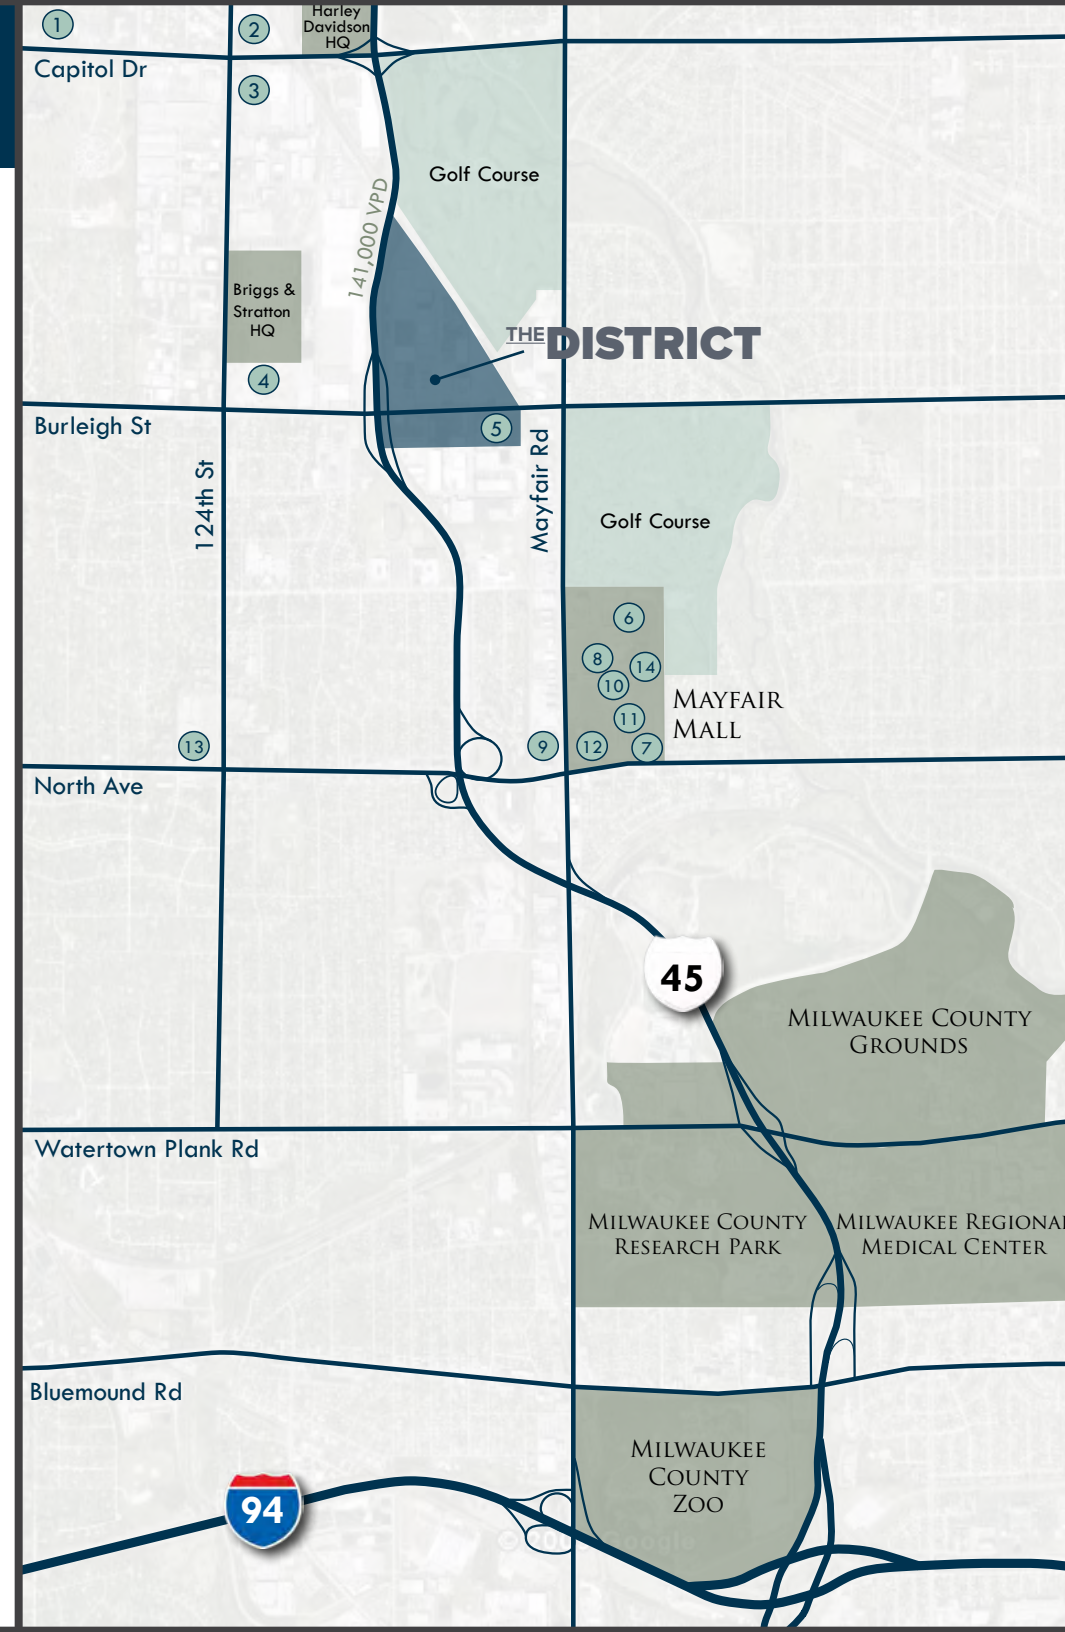 1
2
Harley
Davidson
HQ
Capitol Dr
3
Golf Course
141,000 VPD
Briggs &
Stratton
HQ
THE DISTRICT
4
Burleigh St
5
124th St
Mayfair Rd
Golf Course
6
8
14
10
11
Mayfair
Mall
13
9
12
7
North Ave
45
Milwaukee County
Grounds
Watertown Plank Rd
Milwaukee County
Research Park
Milwaukee Regional
Medical Center
Bluemound Rd
Milwaukee
County
Zoo
94
Google